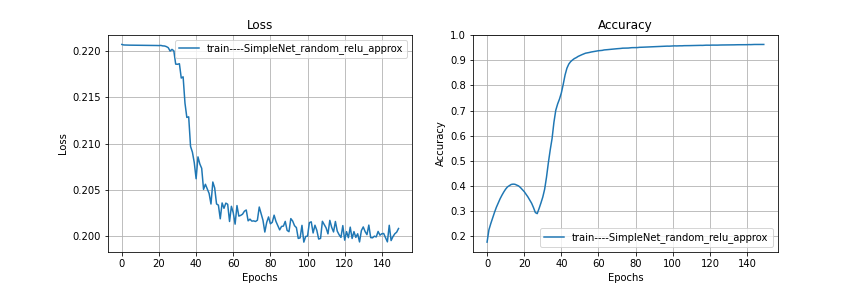 Loss
0.220
0.215
0.210
0.205
0.200
Loss
train----SimpleNet_random_relu_approx
0 20 40 60 80 100 120 140
Epochs
Accuracy
1.0
0.9
0.8
0.7
0.6
0.5
0.4
0.3
0.2
Accuracy
train----SimpleNet_random_relu_approx
0 20 40 60 80 100 120 140
Epochs